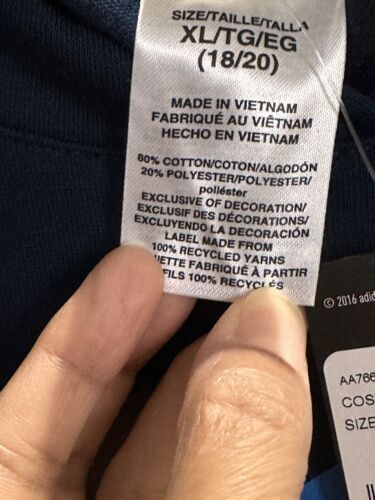 SIZE/TAILLE/TALLA
XL/TG/EG
(18/20)
MADE IN VIETNAM
FABRIQUÉ AU VIÊTNAM
HECHO EN VIETNAM
80% COTTON/COTON/ALGODÓN
20% POLYESTER/POLYESTER/
poliéster
EXCLUSIVE OF DECORATION/
EXCLUSIF DES DÉCORATIONS/
EXCLUYENDO LA DECORACIÓN
LABEL MADE FROM
100% RECYCLED YARNS
FABRIQUÉ À PARTIR
FILS 100% RECYCLÉS
© 2016 adid
AA766
COS
SIZE